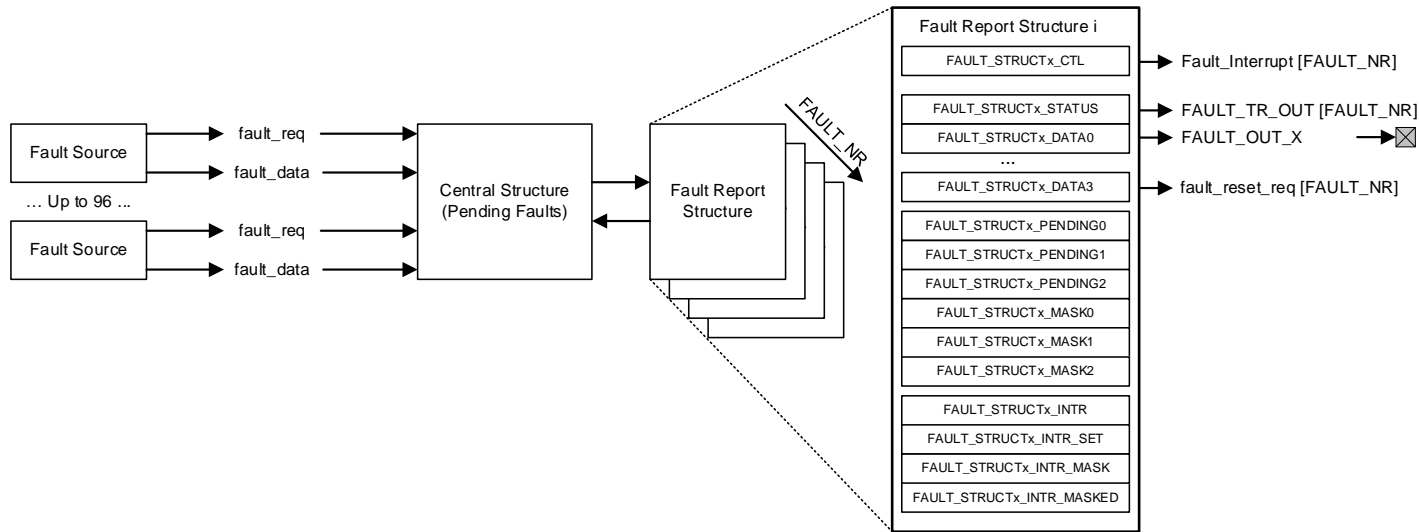 Fault Source
... Up to 96 ...
Fault Source
fault_req
fault_data
fault_req
fault_data
Central Structure
(Pending Faults)
Fault Report
Structure
FAULT_NR
Fault Report Structure i
FAULT_STRUCTx_CTL
FAULT_STRUCTx_STATUS
FAULT_STRUCTx_DATA0
...
FAULT_STRUCTx_DATA3
FAULT_STRUCTx_PENDING0
FAULT_STRUCTx_PENDING1
FAULT_STRUCTx_PENDING2
FAULT_STRUCTx_MASK0
FAULT_STRUCTx_MASK1
FAULT_STRUCTx_MASK2
FAULT_STRUCTx_INTR
FAULT_STRUCTx_INTR_SET
FAULT_STRUCTx_INTR_MASK
FAULT_STRUCTx_INTR_MASKED
Fault_Interrupt [FAULT_NR]
FAULT_TR_OUT [FAULT_NR]
FAULT_OUT_X
fault_reset_req [FAULT_NR]